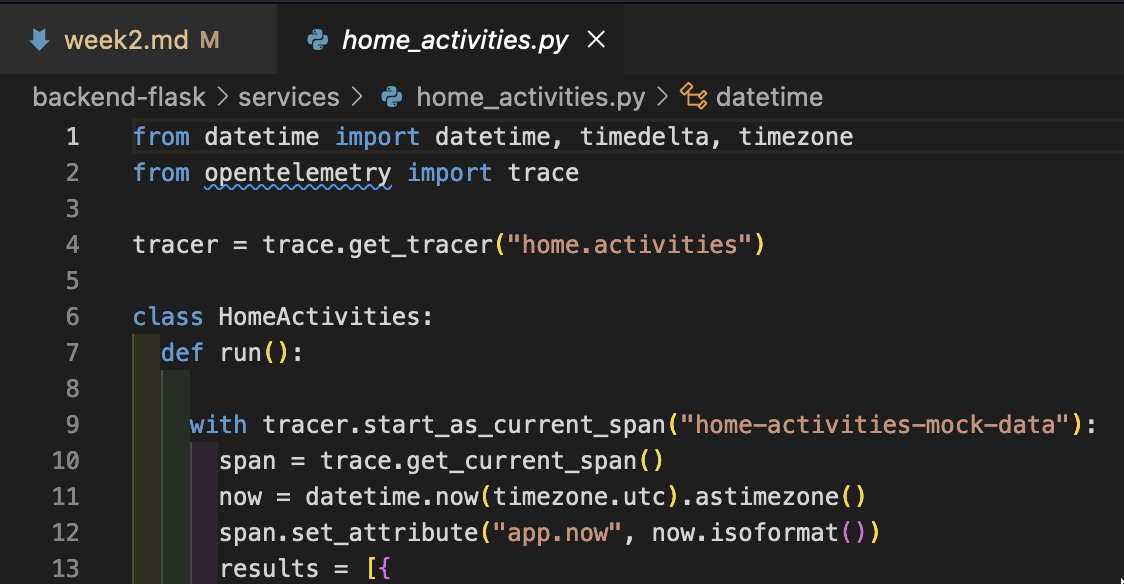 week2.md M home_activities.py
backend-flask > services > home_activities.py > datetime
1 from datetime import datetime, timedelta, timezone
2 from opentelemetry import trace
3
4 tracer = trace.get_tracer("home.activities")
5
6 class HomeActivities:
7   def run():
8
9     with tracer.start_as_current_span("home-activities-mock-data"):
10       span = trace.get_current_span()
11       now = datetime.now(timezone.utc).astimezone()
12       span.set_attribute("app.now", now.isoformat())
13       results = [{